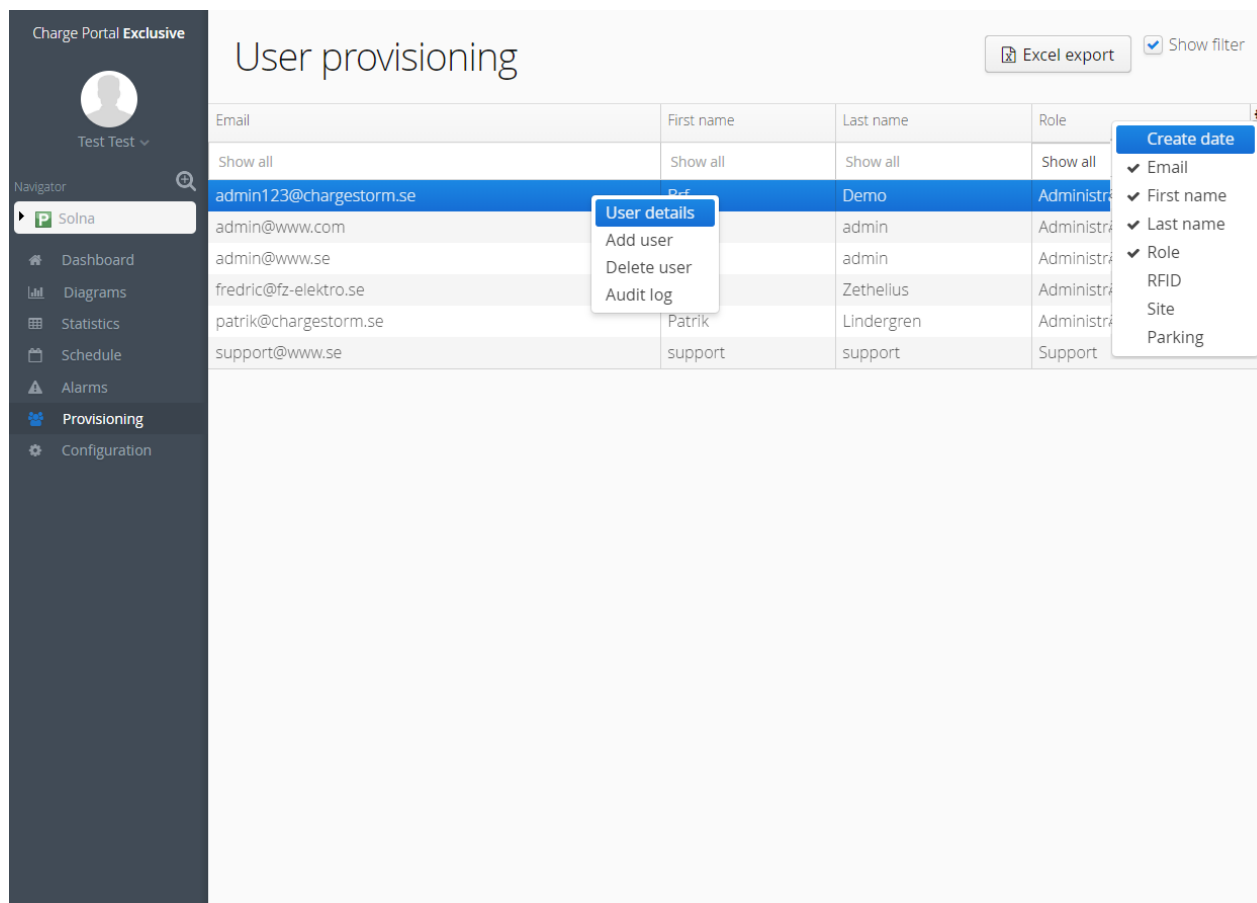 Charge Portal Exclusive
User provisioning
Excel export
Show filter
Test Test
Navigator
Solna
Dashboard
Diagrams
Statistics
Schedule
Alarms
Provisioning
Configuration
Email First name Last name Role
Show all Show all Show all Show all
admin123@chargestorm.se Brf Demo
admin@www.com admin
admin@www.se admin
fredric@fz-elektro.se Zethelius
patrik@chargestorm.se Patrik Lindergren
support@www.se support support Support
User details
Add user
Delete user
Audit log
Create date
Email
First name
Last name
Role
RFID
Site
Parking